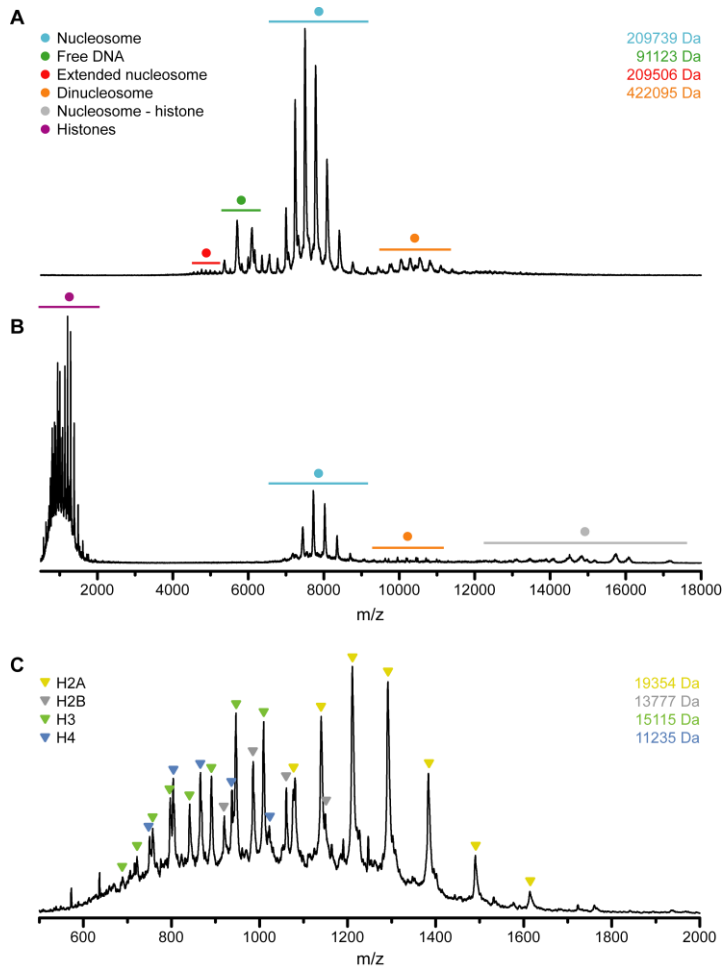 A
Nucleosome 209739 Da
Free DNA 91123 Da
Extended nucleosome 209506 Da
Dinucleosome 422095 Da
Nucleosome - histone
Histones
B
2000 4000 6000 8000 10000 12000 14000 16000 18000
m/z
C
H2A 19354 Da
H2B 13777 Da
H3 15115 Da
H4 11235 Da
600 800 1000 1200 1400 1600 1800 2000
m/z